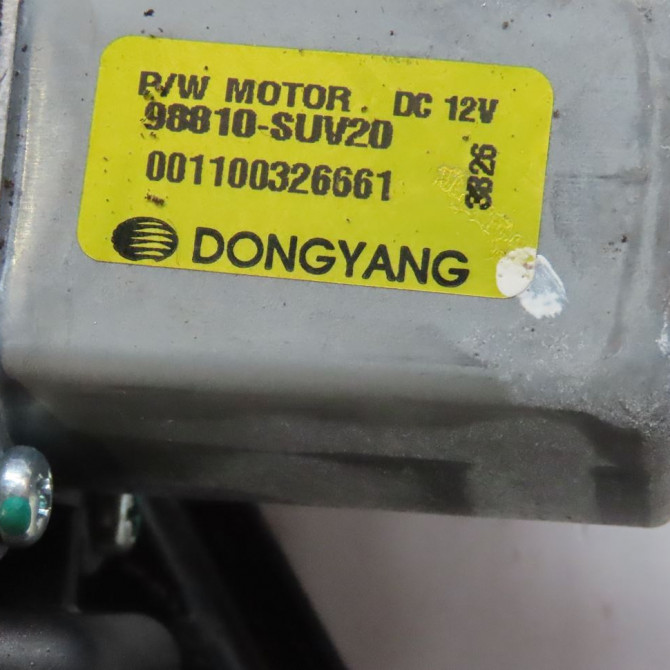 R/W MOTOR DC 12V
98810-SUV20
001100326661
3826
DONGYANG